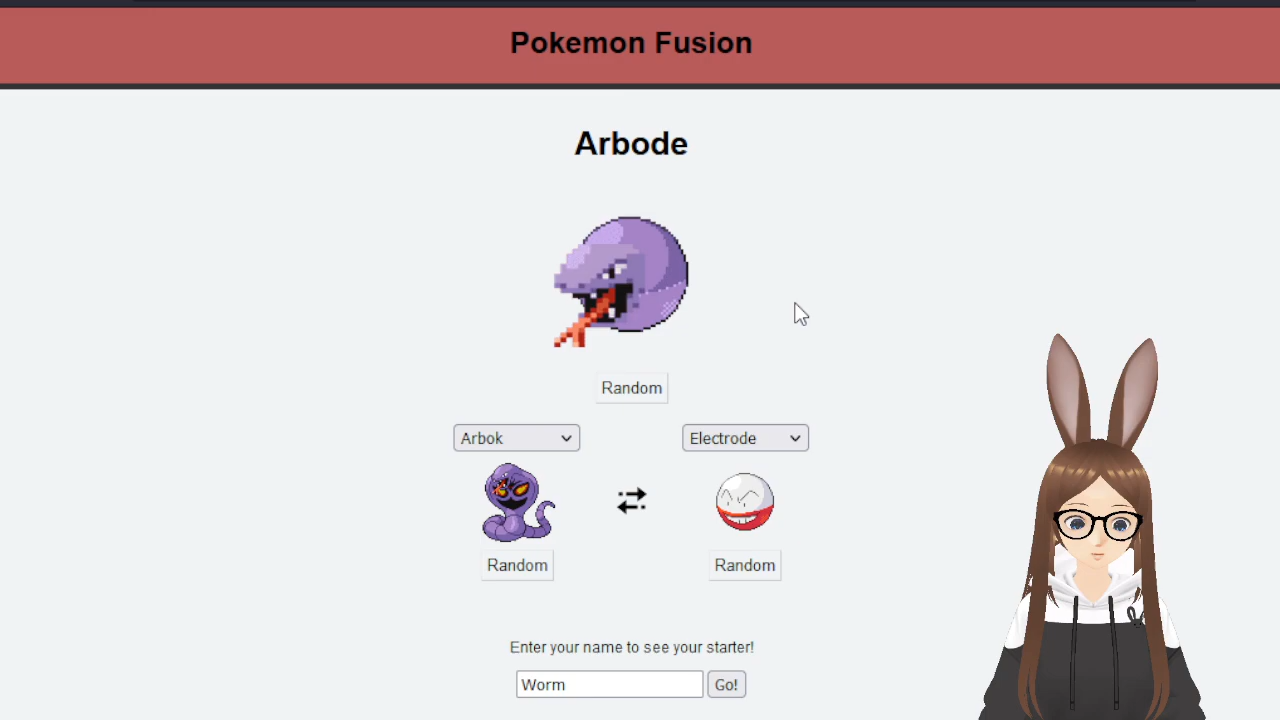 Pokemon Fusion
Arbode
Random
Arbok
Electrode
Random
Random
Enter your name to see your starter!
Worm
Go!